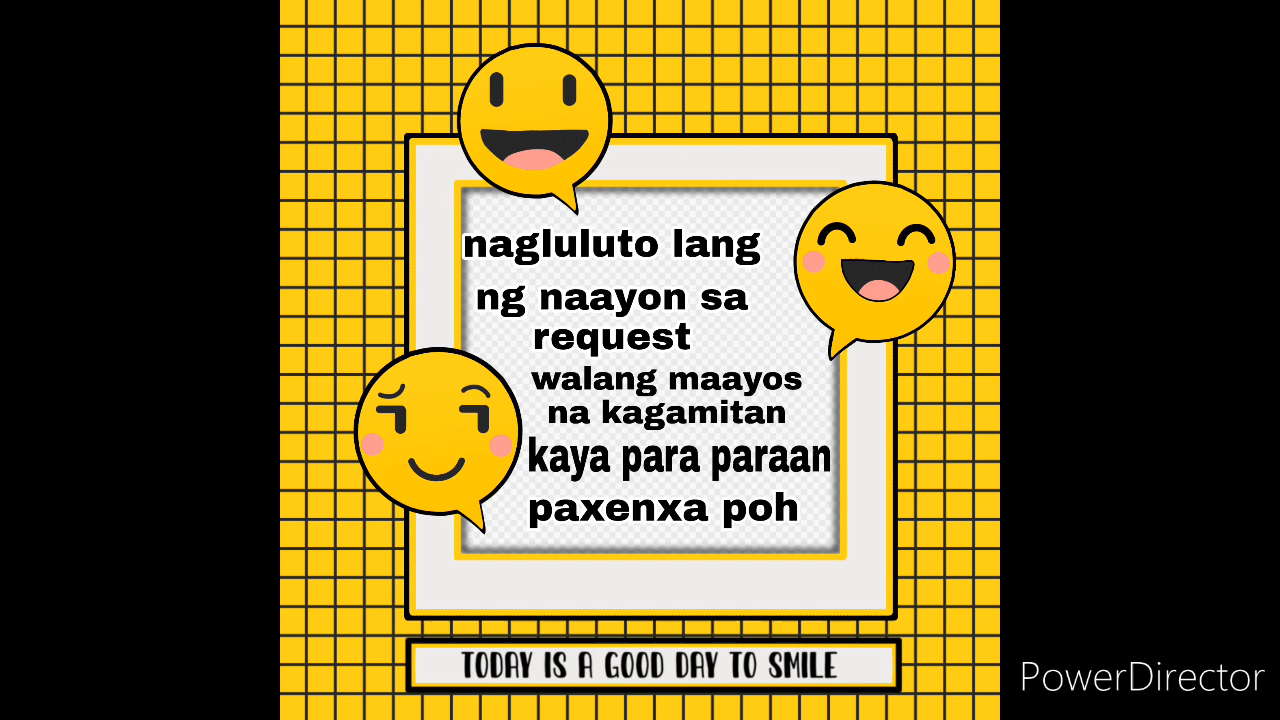 nagluluto lang
ng naayon sa
request
walang maayos
na kagamitan
kaya para paraan
paxenxa poh
TODAY IS A GOOD DAY TO SMILE
PowerDirector